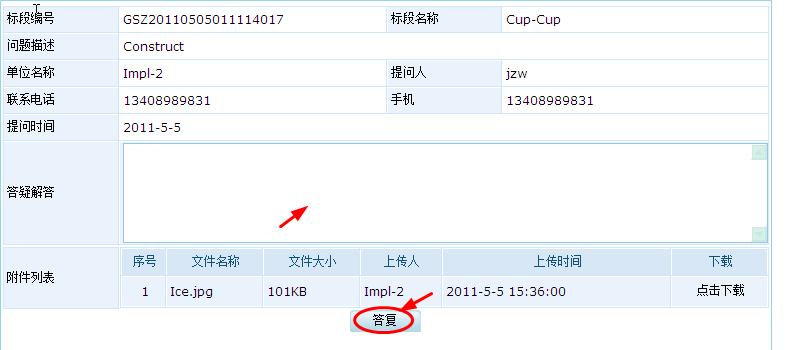 标段编号 GSZ20110505011114017 标段名称 Cup-Cup
问题描述 Construct
单位名称 Impl-2 提问人 jzw
联系电话 13408989831 手机 13408989831
提问时间 2011-5-5
答疑解答
附件列表
序号 文件名称 文件大小 上传人 上传时间 下载
1 Ice.jpg 101KB Impl-2 2011-5-5 15:36:00 点击下载
答复